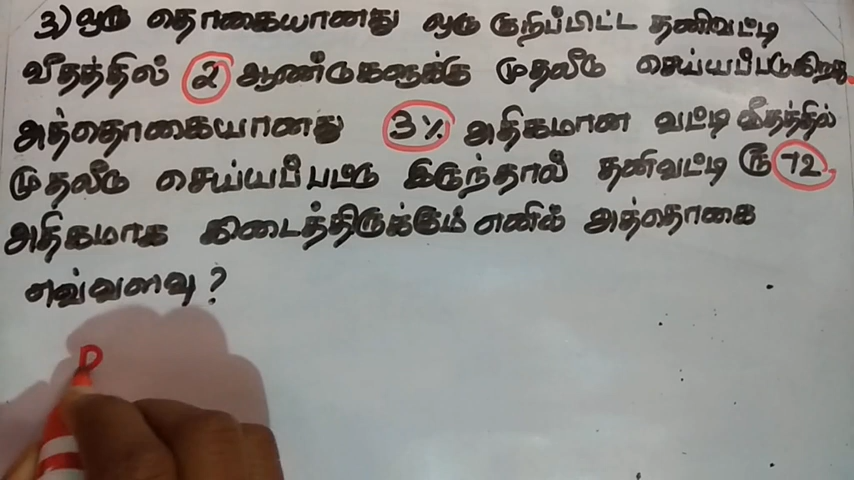 3) ஒரு தொகையானது ஒரு குறிப்பிட்ட தனிவட்டி
வீதத்தில் 2 ஆண்டுகளுக்கு முதலீடு செய்யப்படுகிறது.
அத்தொகையானது 3% அதிகமான வட்டி வீதத்தில்
முதலீடு செய்யப்பட்டு இருந்தால் தனிவட்டி ரூ 72
அதிகமாக கிடைத்திருக்கும் எனில் அத்தொகை
எவ்வளவு?
P